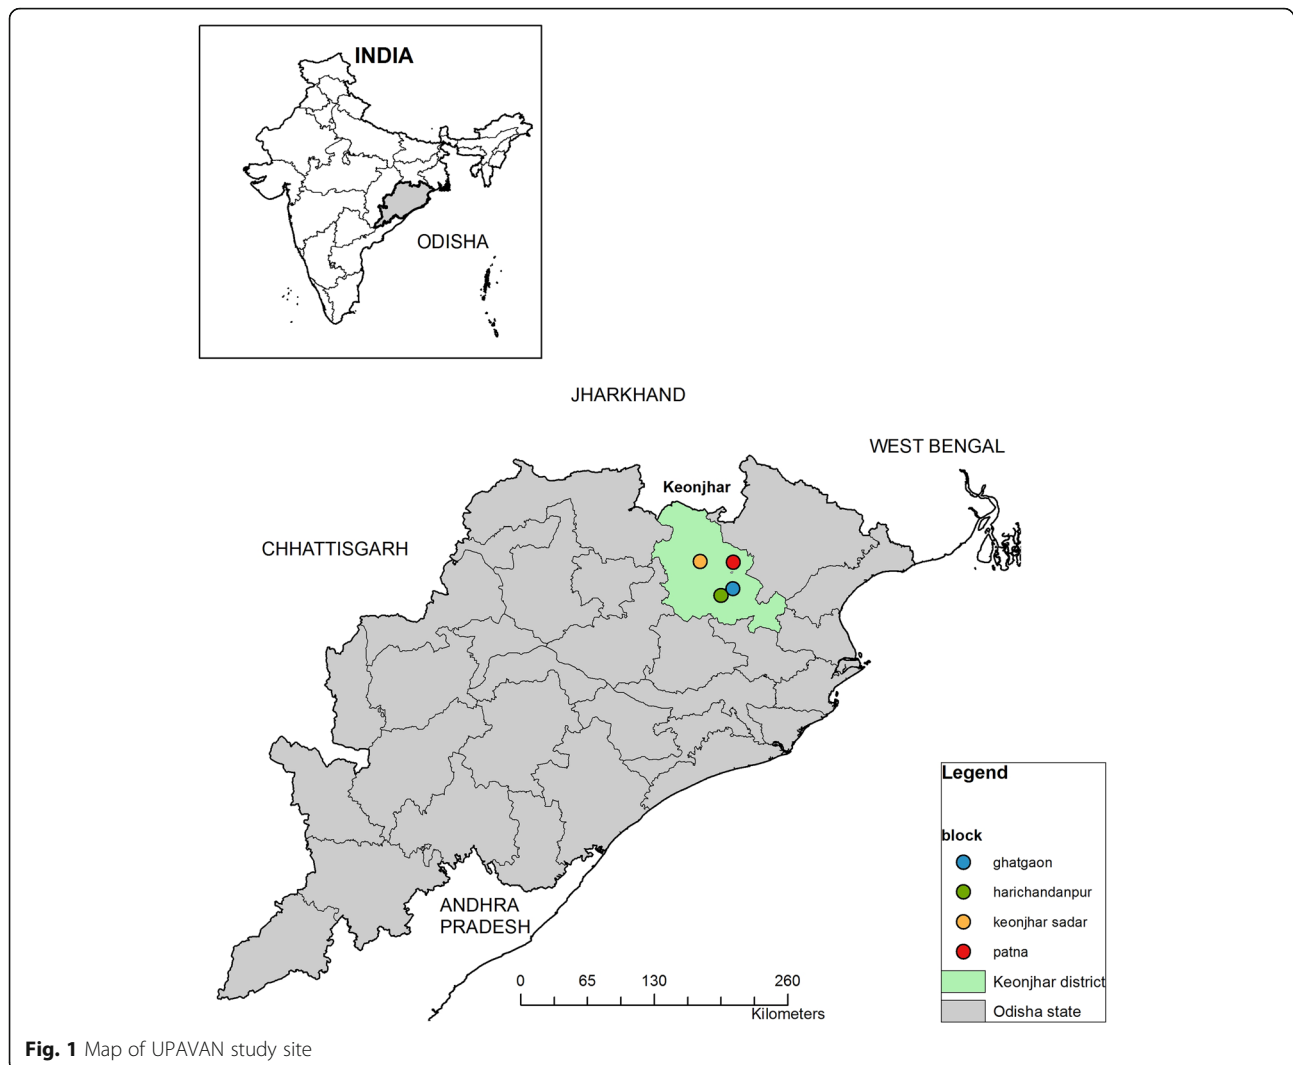 INDIA
ODISHA
JHARKHAND
WEST BENGAL
Keonjhar
CHHATTISGARH
Legend
block
ghatgaon
harichandanpur
keonjhar sadar
patna
Keonjhar district
Odisha state
ANDHRA
PRADESH
0 65 130 260
Kilometers
Fig. 1 Map of UPAVAN study site